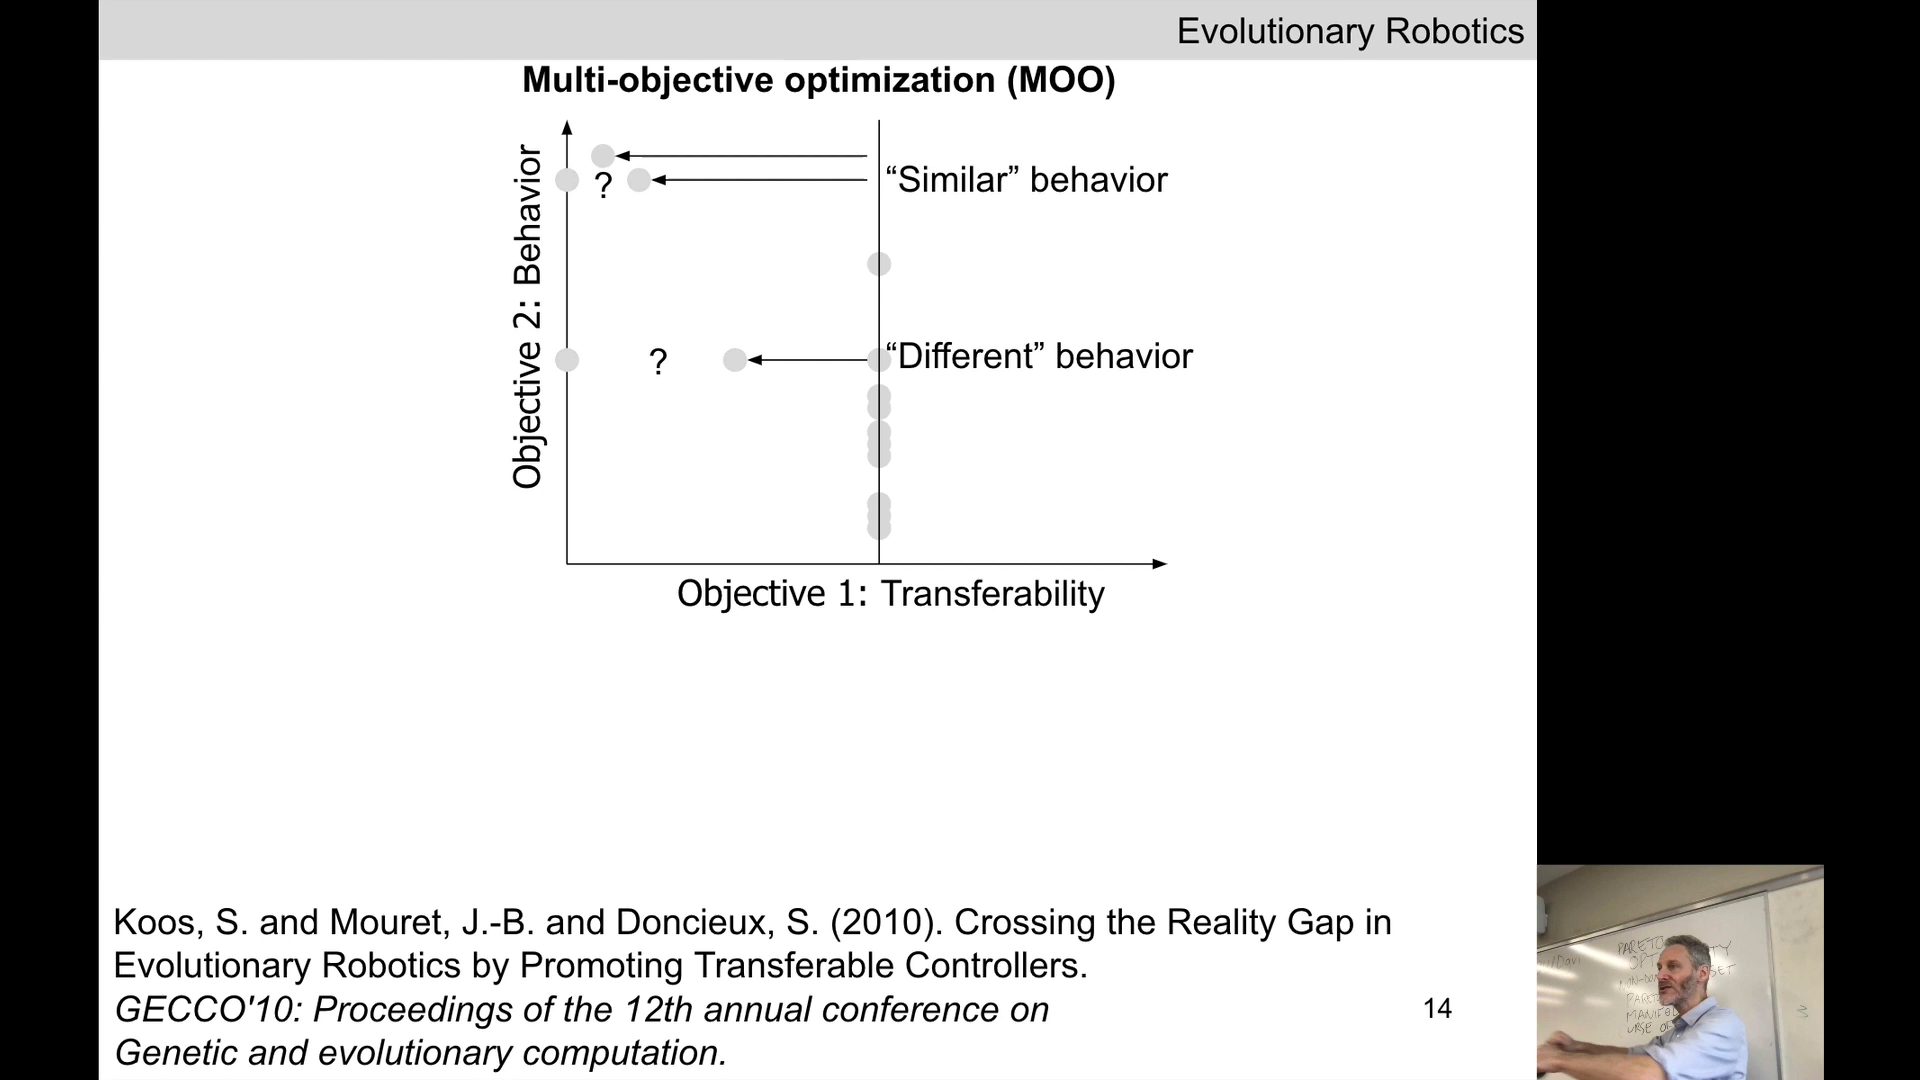 Evolutionary Robotics
Multi-objective optimization (MOO)
Objective 2: Behavior
?
“Similar” behavior
?
“Different” behavior
Objective 1: Transferability
Koos, S. and Mouret, J.-B. and Doncieux, S. (2010). Crossing the Reality Gap in
Evolutionary Robotics by Promoting Transferable Controllers.
GECCO'10: Proceedings of the 12th annual conference on
Genetic and evolutionary computation.
14
PARETO